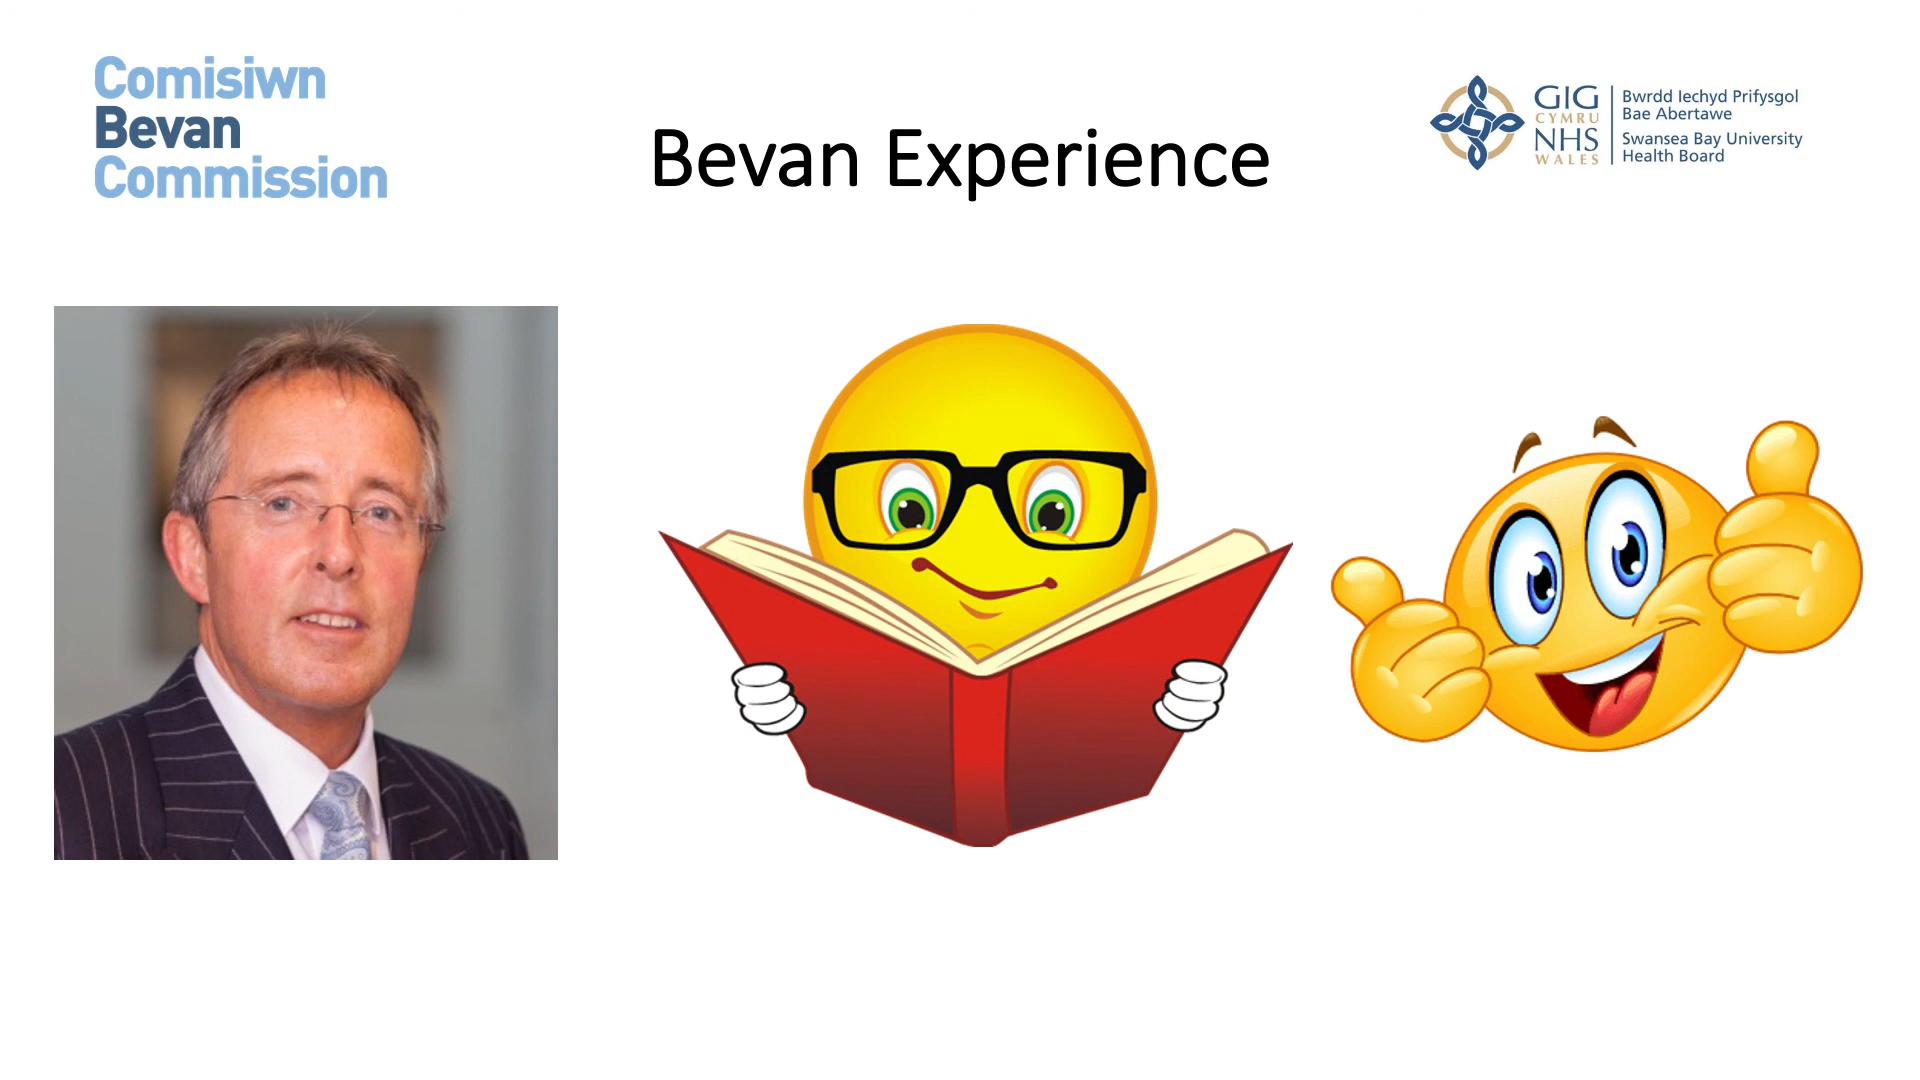 Comisiwn
Bevan
Commission
Bevan Experience
GIG
CYMRU
NHS
WALES
Bwrdd Iechyd Prifysgol
Bae Abertawe
Swansea Bay University
Health Board